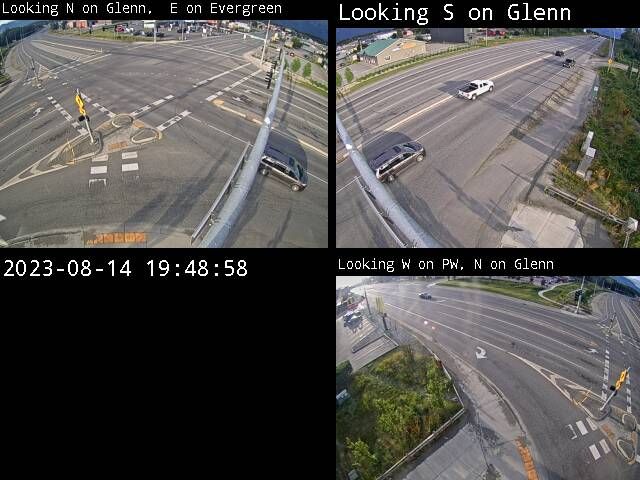 Looking N on Glenn, E on Evergreen
Looking S on Glenn
2023-08-14 19:48:58
Looking W on PW, N on Glenn